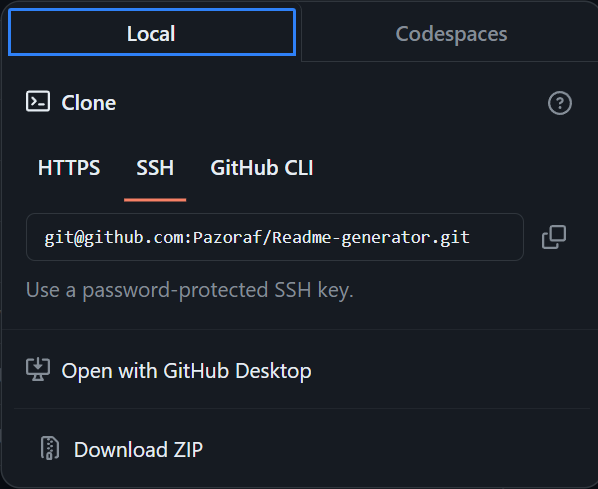 Local
Codespaces
Clone
HTTPS
SSH
GitHub CLI
git@github.com:Pazoraf/Readme-generator.git
Use a password-protected SSH key.
Open with GitHub Desktop
Download ZIP